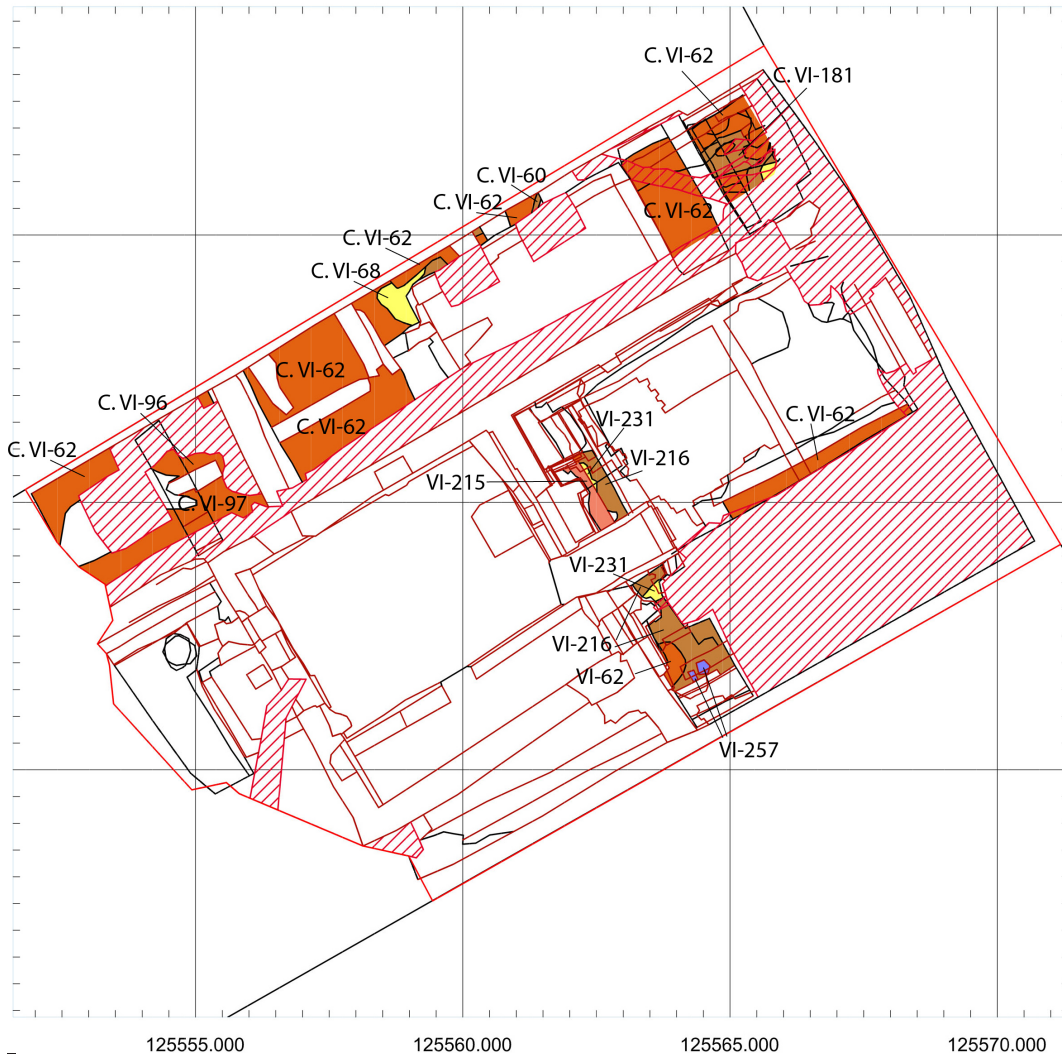 C. VI-62
C. VI-181
C. VI-60
C. VI-62
C. VI-62
C. VI-62
C. VI-68
C. VI-62
C. VI-96
C. VI-62
C. VI-62
C. VI-62
VI-231
VI-216
VI-215
C. VI-97
VI-231
VI-216
VI-62
VI-257
125555.000
125560.000
125565.000
125570.000